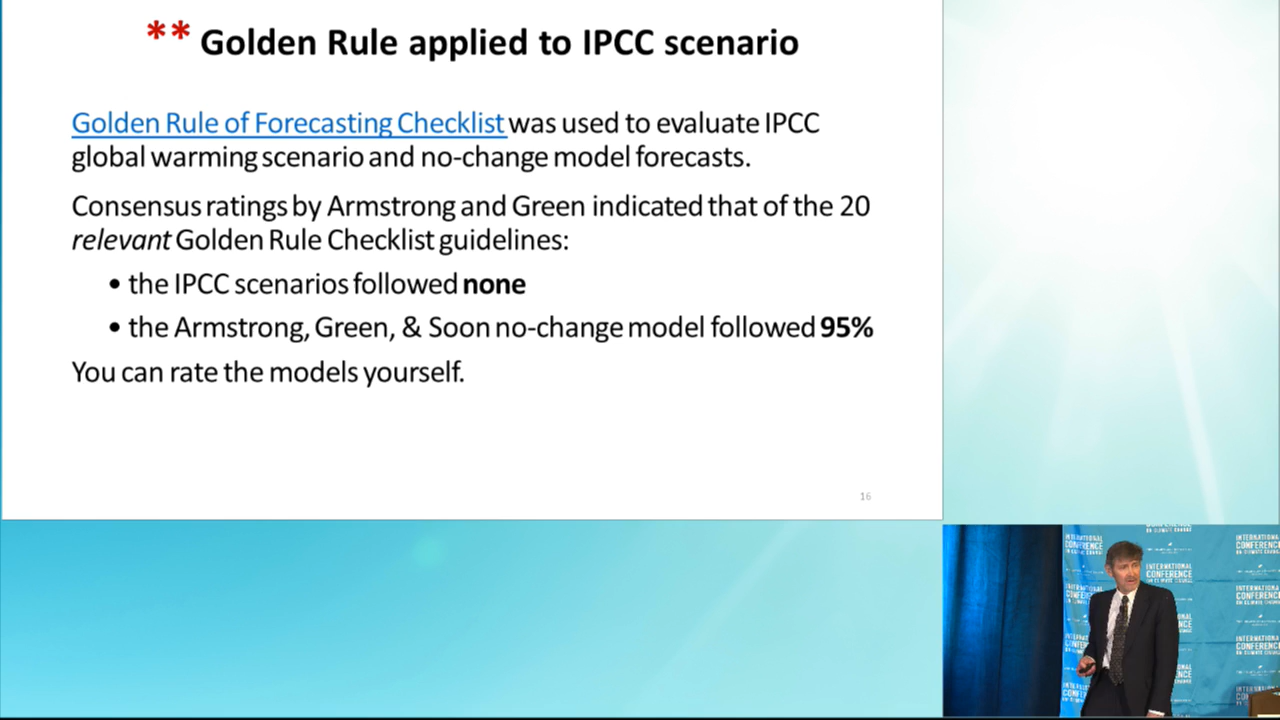 ** Golden Rule applied to IPCC scenario
Golden Rule of Forecasting Checklist was used to evaluate IPCC
global warming scenario and no-change model forecasts.
Consensus ratings by Armstrong and Green indicated that of the 20
relevant Golden Rule Checklist guidelines:
• the IPCC scenarios followed none
• the Armstrong, Green, & Soon no-change model followed 95%
You can rate the models yourself.
16
INTERNATIONAL
CONFERENCE
ON CLIMATE CHANGE